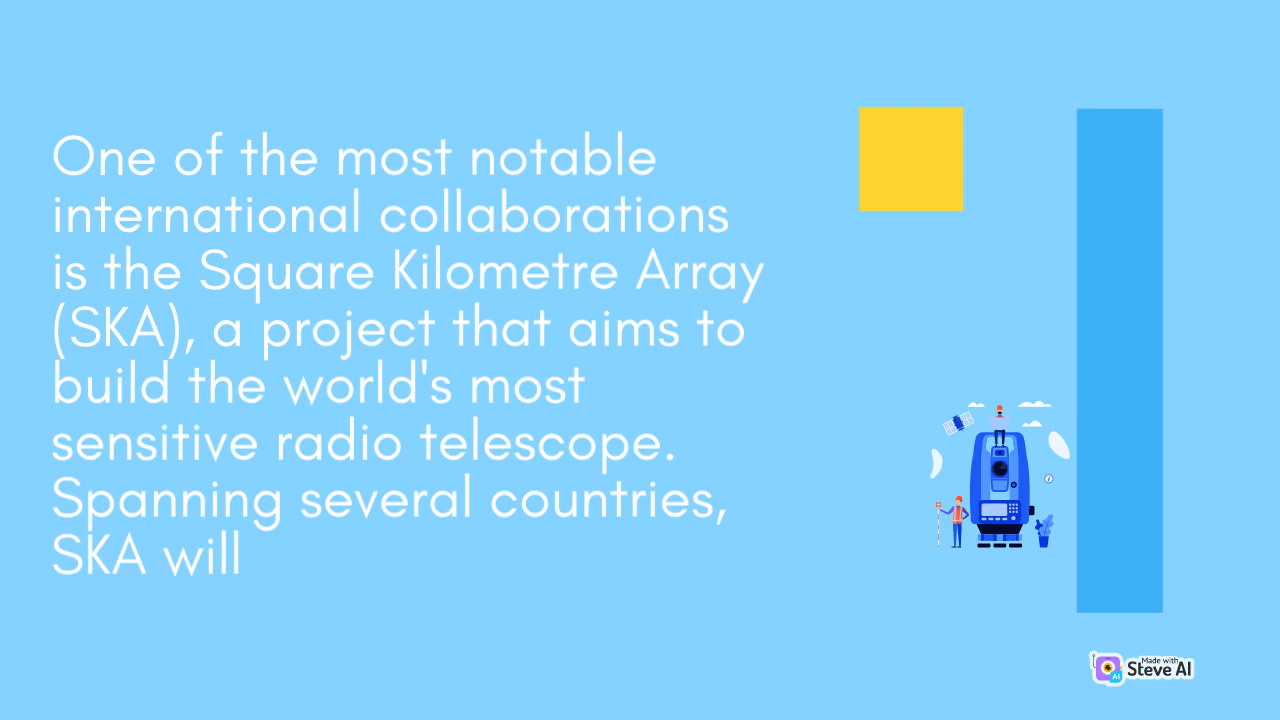 One of the most notable
international collaborations
is the Square Kilometre Array
(SKA), a project that aims to
build the world's most
sensitive radio telescope.
Spanning several countries,
SKA will
Made with
Steve AI
AI